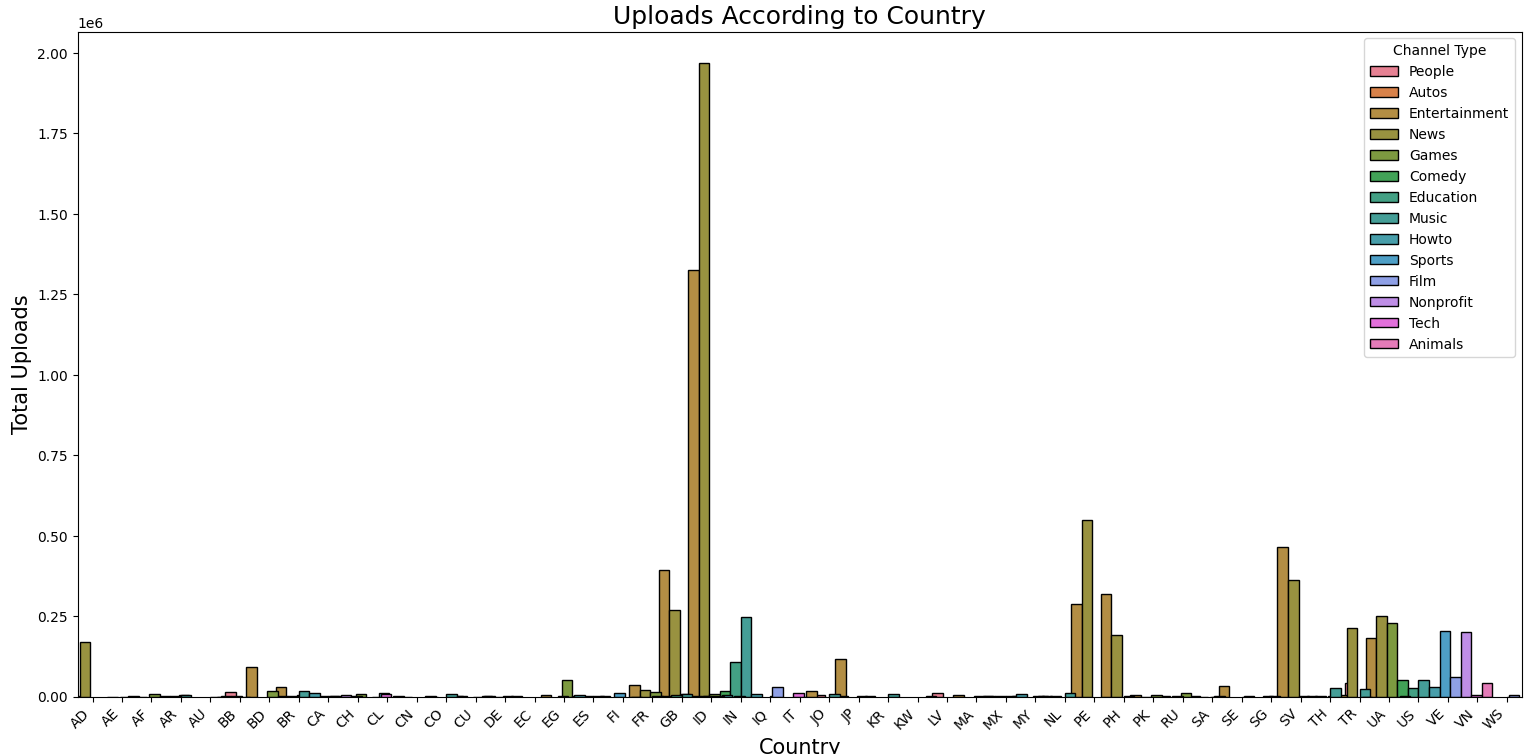 Uploads According to Country
1e6
2.00
1.75
1.50
1.25
1.00
0.75
0.50
0.25
0.00
Total Uploads
Channel Type
People
Autos
Entertainment
News
Games
Comedy
Education
Music
Howto
Sports
Film
Nonprofit
Tech
Animals
AD AE AF AR AU BB BD BR CA CH CL CN CO CU DE EC EG ES FI FR GB ID IN IQ IT JO JP KR KW LV MA MX MY NL PE PH PK RU SA SE SG SV TH TR UA US VE VN WS
Country